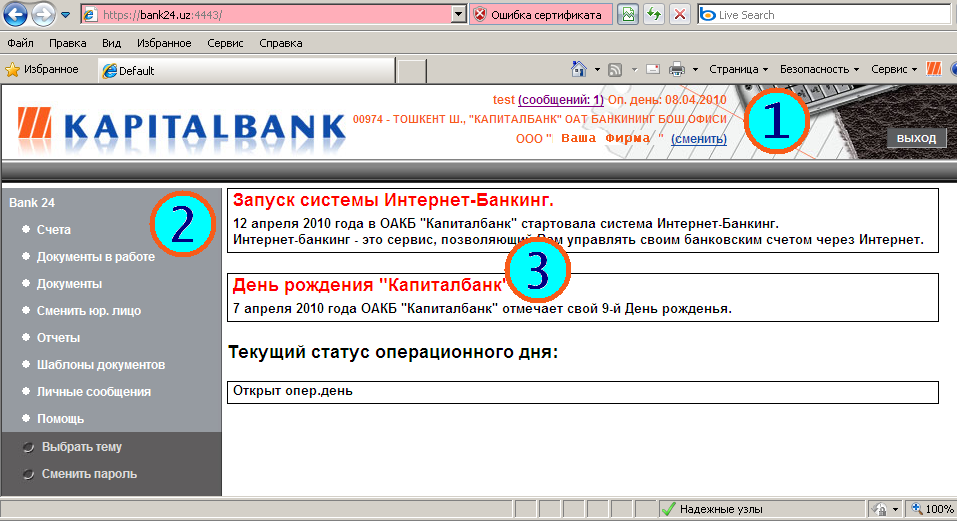 https://bank24.uz:4443/
Ошибка сертификата
Live Search
Файл Правка Вид Избранное Сервис Справка
Избранное
Default
Страница Безопасность Сервис
KAPITALBANK
test (сообщений: 1) Оп. день: 08.04.2010
00974 - ТОШКЕНТ Ш., "КАПИТАЛБАНК" ОАТ БАНКИНИНГ БОШ ОФИСИ
ООО " Ваша Фирма " (сменить)
1
ВЫХОД
Bank 24
2
Счета
Документы в работе
Документы
Сменить юр. лицо
Отчеты
Шаблоны документов
Личные сообщения
Помощь
Выбрать тему
Сменить пароль
Запуск системы Интернет-Банкинг.
12 апреля 2010 года в ОАКБ "Капиталбанк" стартовала система Интернет-Банкинг.
Интернет-банкинг - это сервис, позволяющий Вам управлять своим банковским счетом через Интернет.
3
День рождения "Капиталбанк"
7 апреля 2010 года ОАКБ "Капиталбанк" отмечает свой 9-й День рожденья.
Текущий статус операционного дня:
Открыт опер.день
Надежные узлы
100%